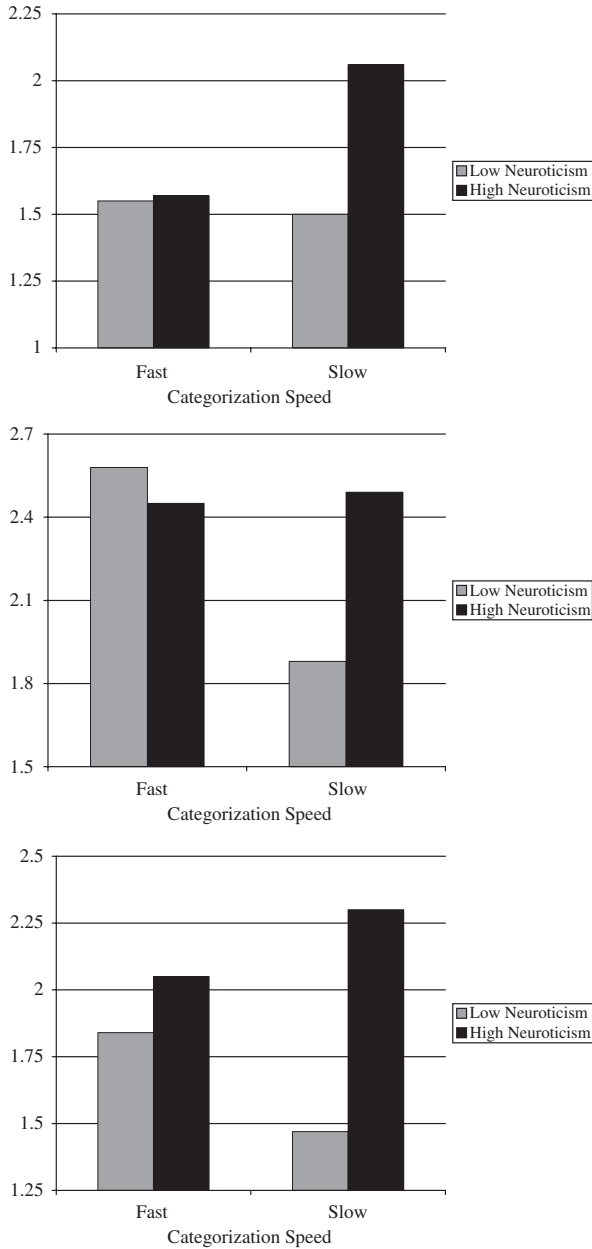 2.25
2
1.75
1.5
1.25
1
Low Neuroticism
High Neuroticism
Fast Slow
Categorization Speed
2.7
2.4
2.1
1.8
1.5
Low Neuroticism
High Neuroticism
Fast Slow
Categorization Speed
2.5
2.25
2
1.75
1.5
1.25
Low Neuroticism
High Neuroticism
Fast Slow
Categorization Speed